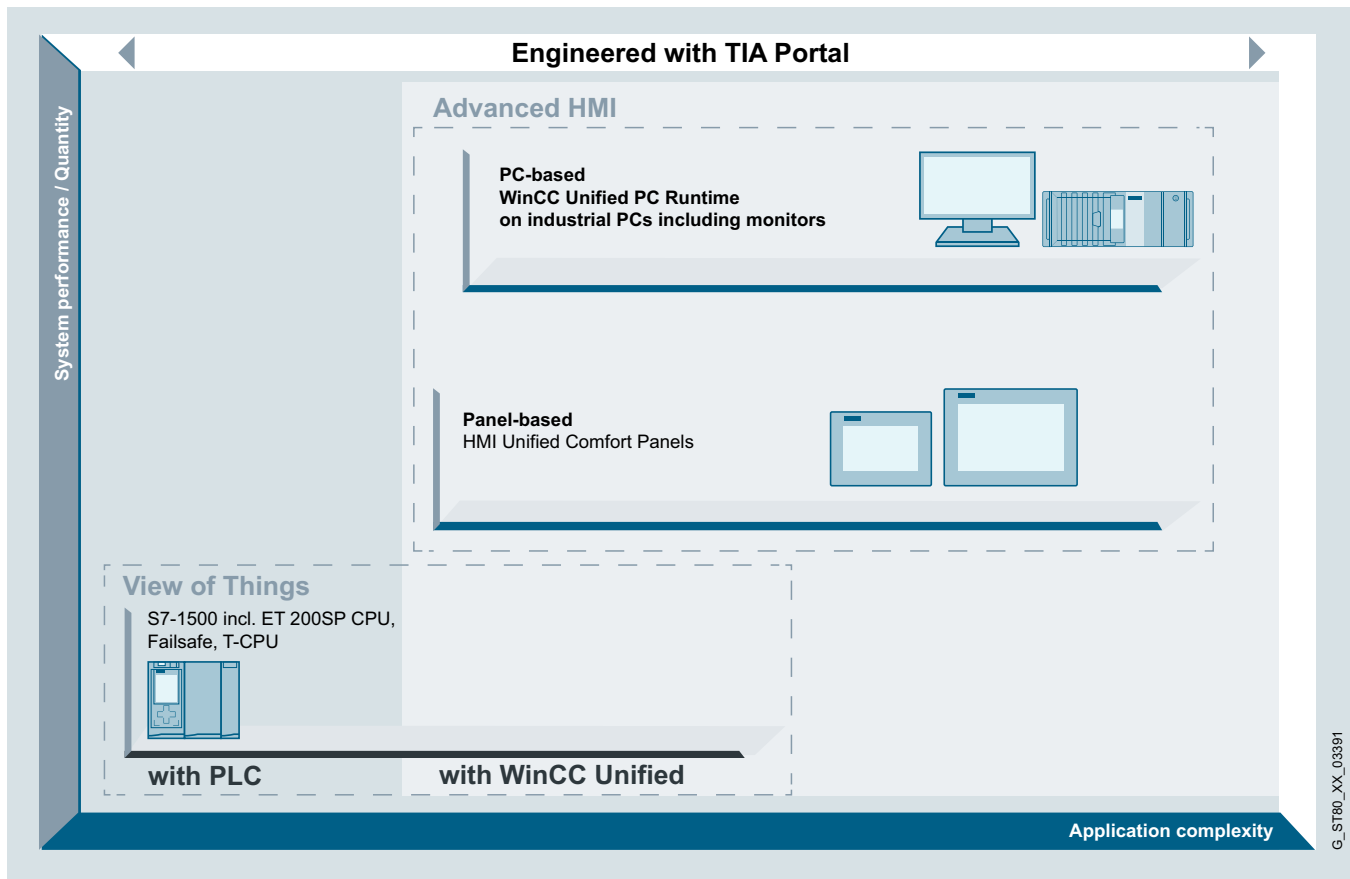 Engineered with TIA Portal
System performance / Quantity
Advanced HMI
PC-based
WinCC Unified PC Runtime
on industrial PCs including monitors
Panel-based
HMI Unified Comfort Panels
View of Things
S7-1500 incl. ET 200SP CPU,
Failsafe, T-CPU
with PLC
with WinCC Unified
Application complexity
G_ST80_XX_03391